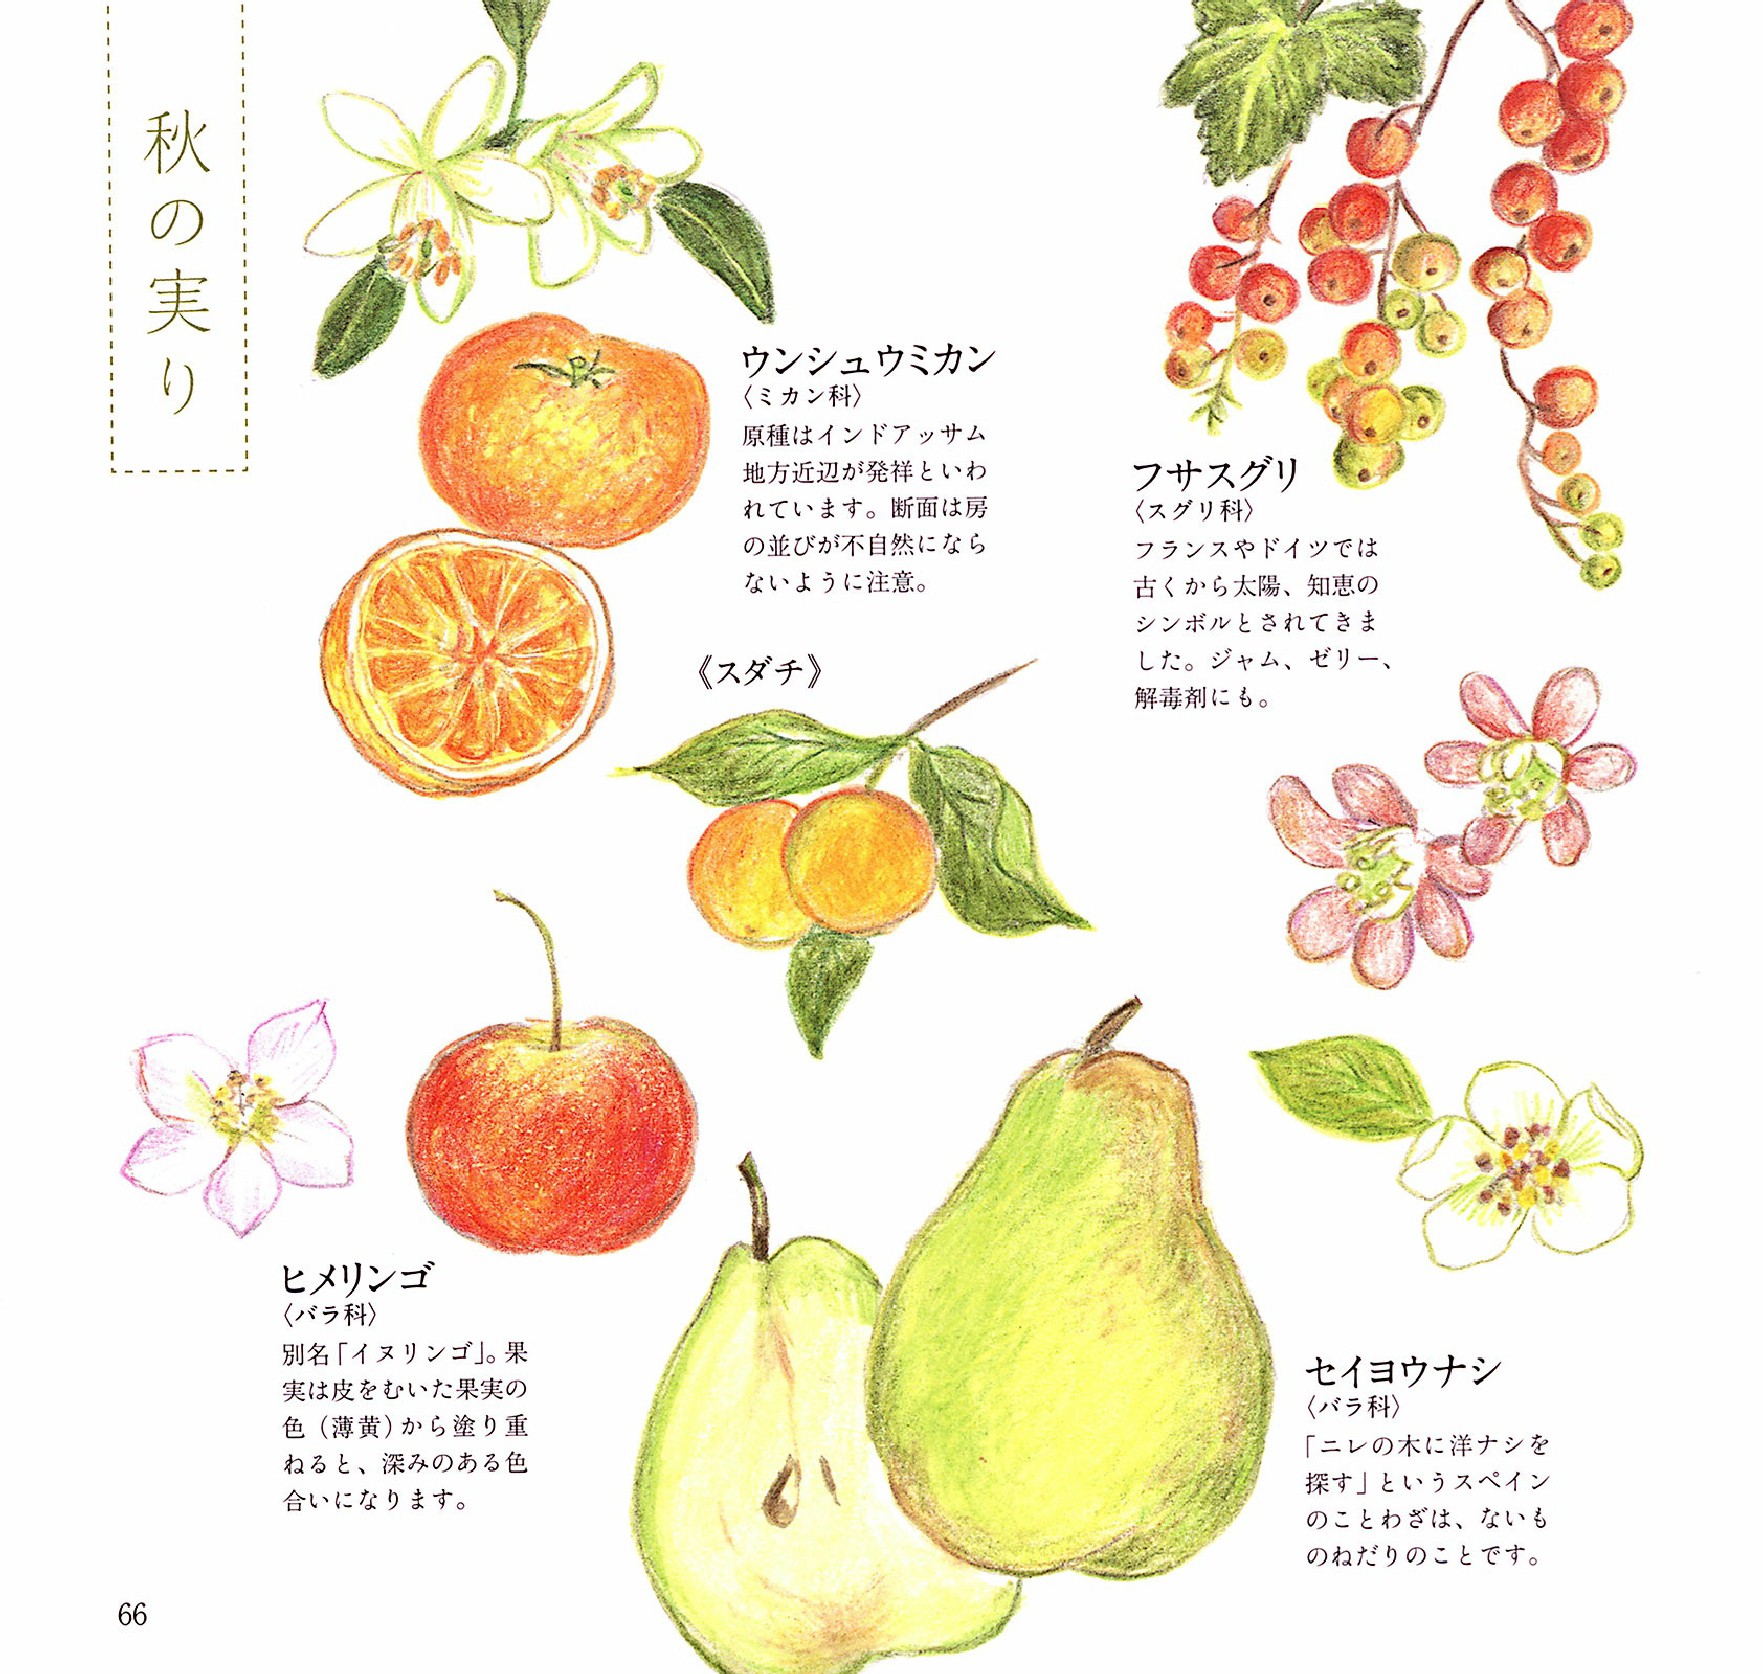 秋の実り
ウンシュウミカン
〈ミカン科〉
原種はインドアッサム
地方近辺が発祥といわ
れています。断面は房
の並びが不自然になら
ないように注意。
フサスグリ
〈スグリ科〉
フランスやドイツでは
古くから太陽、知恵の
シンボルとされてきま
した。ジャム、ゼリー、
解毒剤にも。
《スダチ》
ヒメリンゴ
〈バラ科〉
別名「イヌリンゴ」。果
実は皮をむいた果実の
色（薄黄）から塗り重
ねると、深みのある色
合いになります。
セイヨウナシ
〈バラ科〉
「ニレの木に洋ナシを
探す」というスペイン
のことわざは、ないも
のねだりのことです。
66